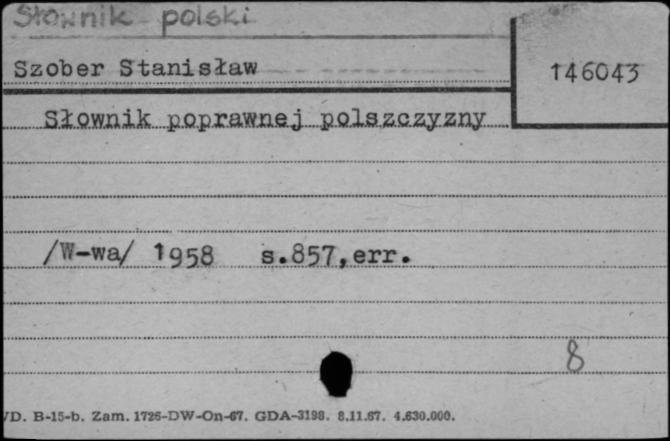 Słownik polski
Szober Stanisław
146043
Słownik poprawnej polszczyzny
/W-wa/ 1958 s.857,err.
8
VD. B-15-b. Zam. 1726-DW-On-67. GDA-3198. 8.11.67. 4.630.000.